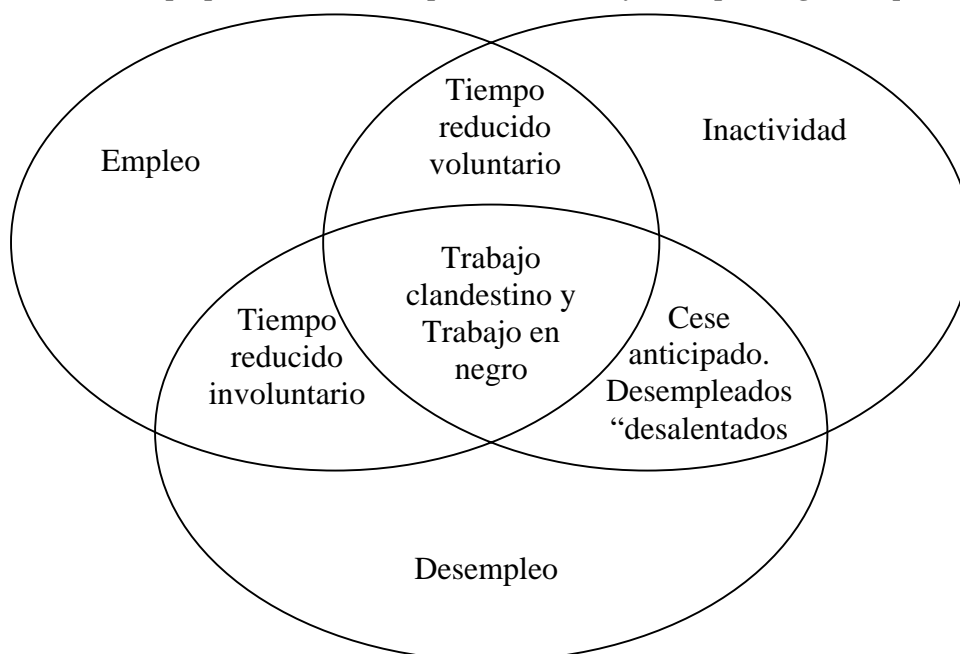 Tiempo
reducido
voluntario
Inactividad
Empleo
Trabajo
clandestino y
Trabajo en
negro
Tiempo
reducido
involuntario
Cese
anticipado.
Desempleados
“desalentados
Desempleo